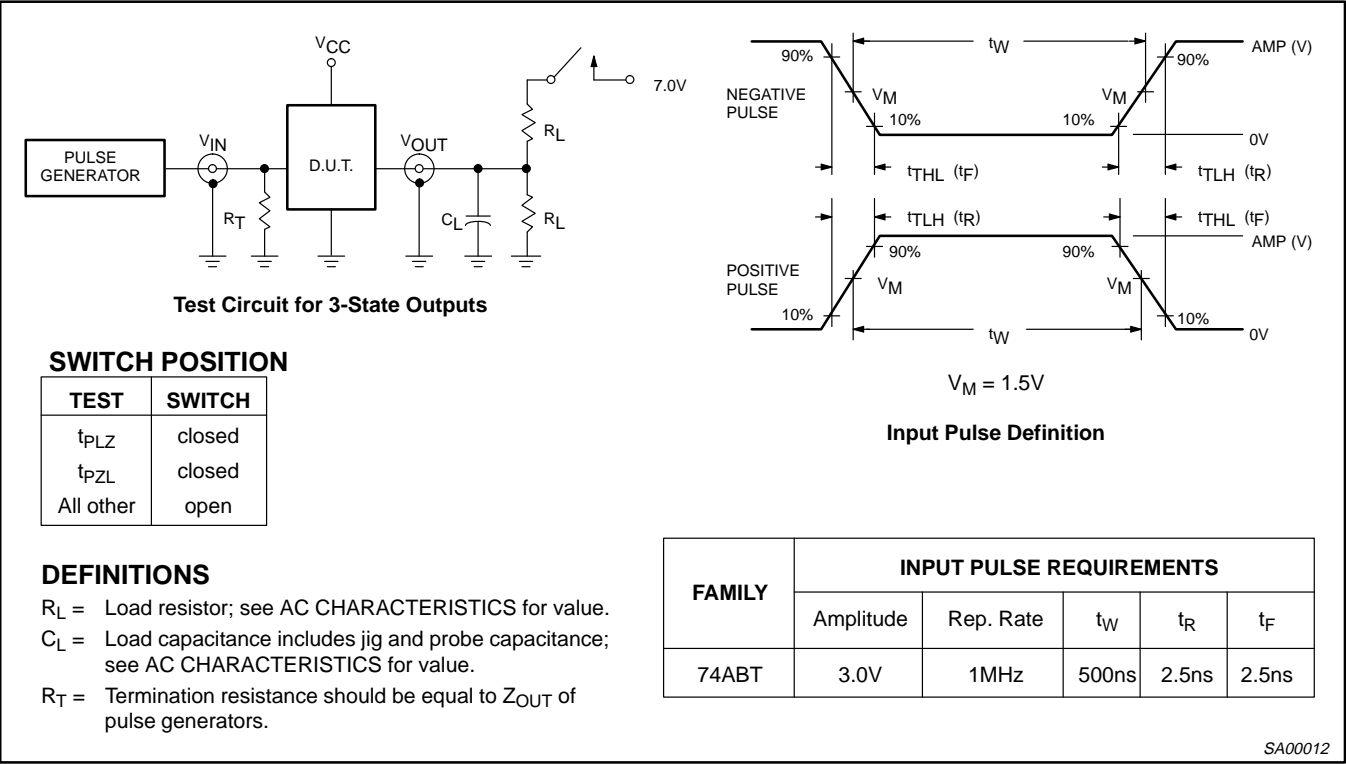 VCC
7.0V
RL
PULSE
GENERATOR
VIN
D.U.T.
VOUT
RT
CL
RL
Test Circuit for 3-State Outputs
90%
tW
AMP (V)
90%
NEGATIVE
PULSE
VM
VM
10%
10%
0V
tTHL (tF)
tTLH (tR)
tTLH (tR)
tTHL (tF)
AMP (V)
90%
90%
POSITIVE
PULSE
VM
VM
10%
10%
tW
0V
VM = 1.5V
Input Pulse Definition
SWITCH POSITION
TEST SWITCH
tPLZ closed
tPZL closed
All other open
DEFINITIONS
RL = Load resistor; see AC CHARACTERISTICS for value.
CL = Load capacitance includes jig and probe capacitance;
see AC CHARACTERISTICS for value.
RT = Termination resistance should be equal to ZOUT of
pulse generators.
FAMILY
INPUT PULSE REQUIREMENTS
Amplitude Rep. Rate tW tR tF
74ABT 3.0V 1MHz 500ns 2.5ns 2.5ns
SA00012